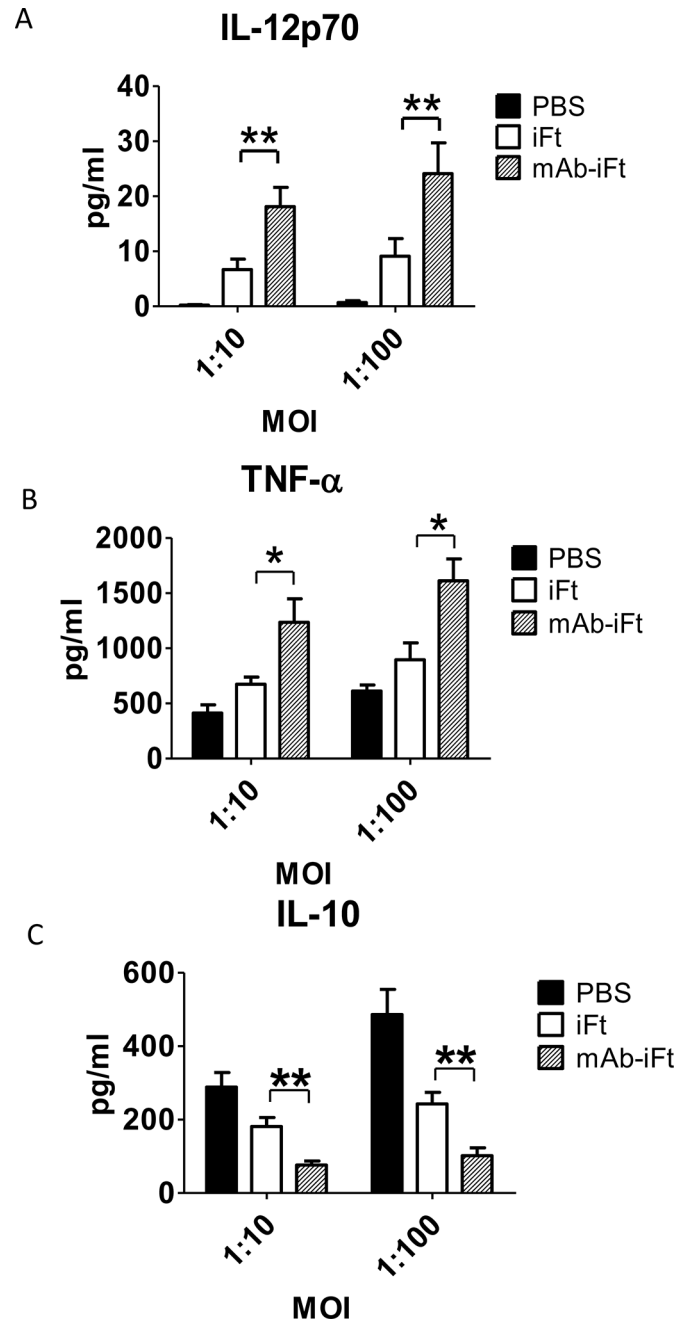 A
IL-12p70
40
30
20
10
0
pg/ml
**
**
PBS
iFt
mAb-iFt
1:10
1:100
MOI
B
TNF-α
2000
1500
1000
500
0
pg/ml
*
*
PBS
iFt
mAb-iFt
1:10
1:100
MOI
C
IL-10
600
400
200
0
pg/ml
**
**
PBS
iFt
mAb-iFt
1:10
1:100
MOI